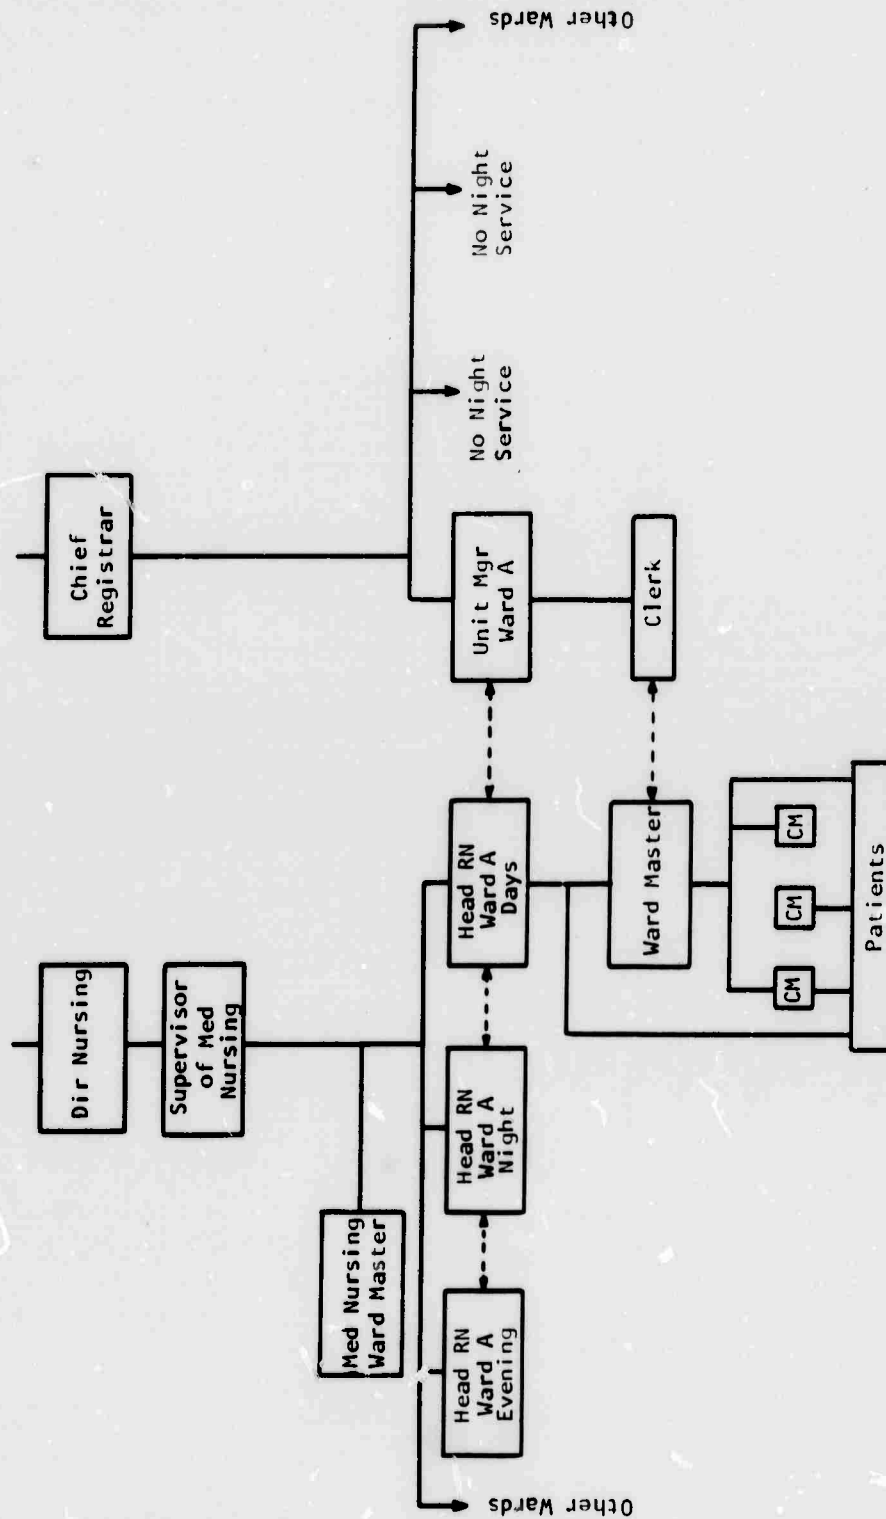 Dir Nursing
Supervisor
of Med
Nursing
Med Nursing
Ward Master
Other Wards
Head RN
Ward A
Evening
Head RN
Ward A
Night
Head RN
Ward A
Days
Ward Master
CM
CM
CM
Patients
Chief
Registrar
Unit Mgr
Ward A
Clerk
No Night
Service
No Night
Service
Other Wards